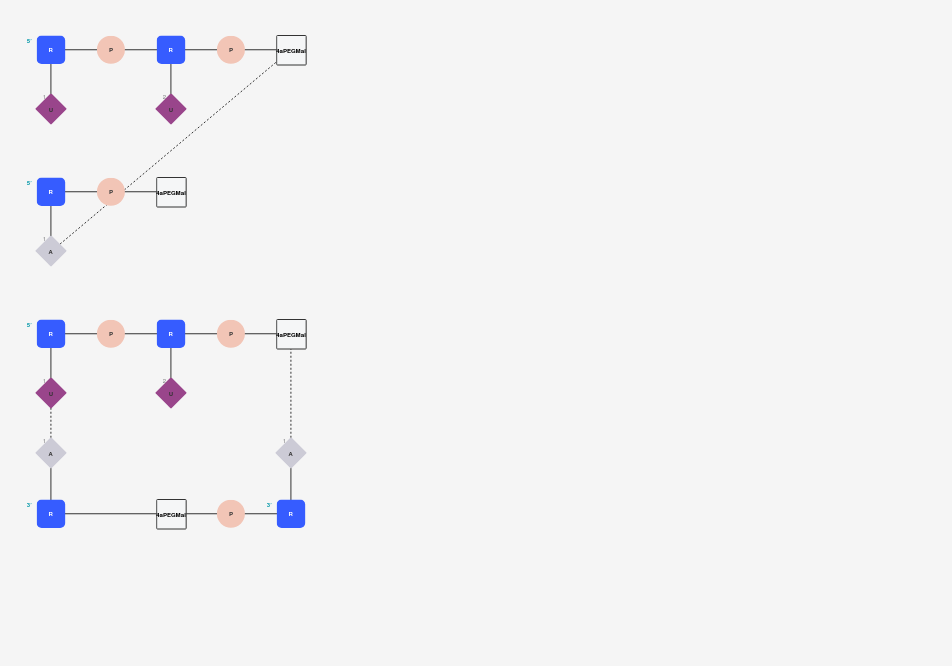 5' R P R P 4aPEGMal
1 U 2 U
5' R P 4aPEGMal
1 A
5' R P R P 4aPEGMal
1 U 2 U
1 A 1 A
3' R 4aPEGMal P 3' R